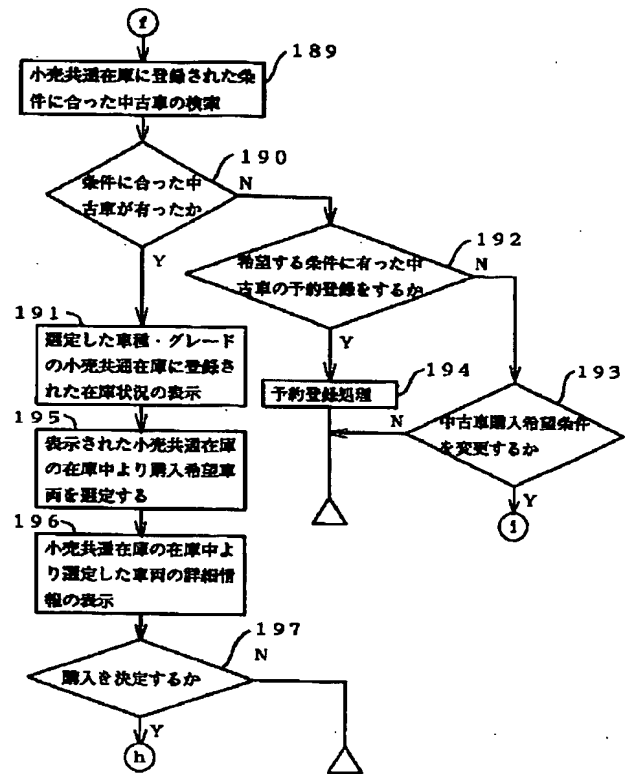 f
189
小売共通在庫に登録された条
件に合った中古車の検索
190
条件に合った中
古車が有ったか
N
Y
192
希望する条件に有った中
古車の予約登録をするか
N
Y
191
選定した車種・グレード
の小売共通在庫に登録さ
れた在庫状況の表示
194
予約登録処理
193
中古車購入希望条件
を変更するか
N
Y
i
195
表示された小売共通在庫
の在庫中より購入希望車
両を選定する
196
小売共通在庫の在庫中よ
り選定した車両の詳細情
報の表示
197
購入を決定するか
N
Y
h